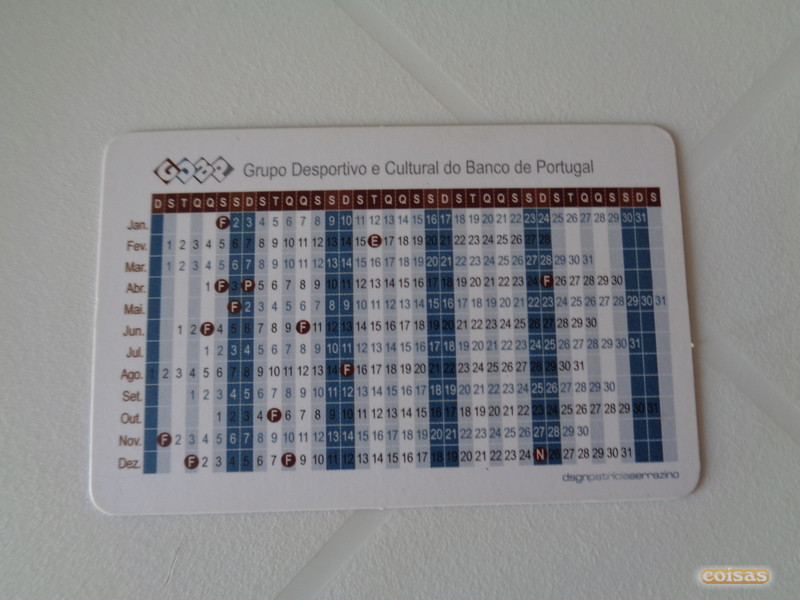 GDBP Grupo Desportivo e Cultural do Banco de Portugal
D S T Q Q S S D S T Q Q S S D S T Q Q S S D S T Q Q S S D S T Q Q S S D S
Jan. F 2 3 4 5 6 7 8 9 10 11 12 13 14 15 16 17 18 19 20 21 22 23 24 25 26 27 28 29 30 31
Fev. 1 2 3 4 5 6 7 8 9 10 11 12 13 14 15 E 17 18 19 20 21 22 23 24 25 26 27 28
Mar. 1 2 3 4 5 6 7 8 9 10 11 12 13 14 15 16 17 18 19 20 21 22 23 24 25 26 27 28 29 30 31
Abr. 1 F 3 P 5 6 7 8 9 10 11 12 13 14 15 16 17 18 19 20 21 22 23 24 F 26 27 28 29 30
Mai. F 2 3 4 5 6 7 8 9 10 11 12 13 14 15 16 17 18 19 20 21 22 23 24 25 26 27 28 29 30 31
Jun. 1 2 F 4 5 6 7 8 9 F 11 12 13 14 15 16 17 18 19 20 21 22 23 24 25 26 27 28 29 30
Jul. 1 2 3 4 5 6 7 8 9 10 11 12 13 14 15 16 17 18 19 20 21 22 23 24 25 26 27 28 29 30 31
Ago. 1 2 3 4 5 6 7 8 9 10 11 12 13 14 F 16 17 18 19 20 21 22 23 24 25 26 27 28 29 30 31
Set. 1 2 3 4 5 6 7 8 9 10 11 12 13 14 15 16 17 18 19 20 21 22 23 24 25 26 27 28 29 30
Out. 1 2 3 4 F 6 7 8 9 10 11 12 13 14 15 16 17 18 19 20 21 22 23 24 25 26 27 28 29 30 31
Nov. F 2 3 4 5 6 7 8 9 10 11 12 13 14 15 16 17 18 19 20 21 22 23 24 25 26 27 28 29 30
Dez. F 2 3 4 5 6 7 F 9 10 11 12 13 14 15 16 17 18 19 20 21 22 23 24 N 26 27 28 29 30 31
dsgnpatriciaserrazino
coisas